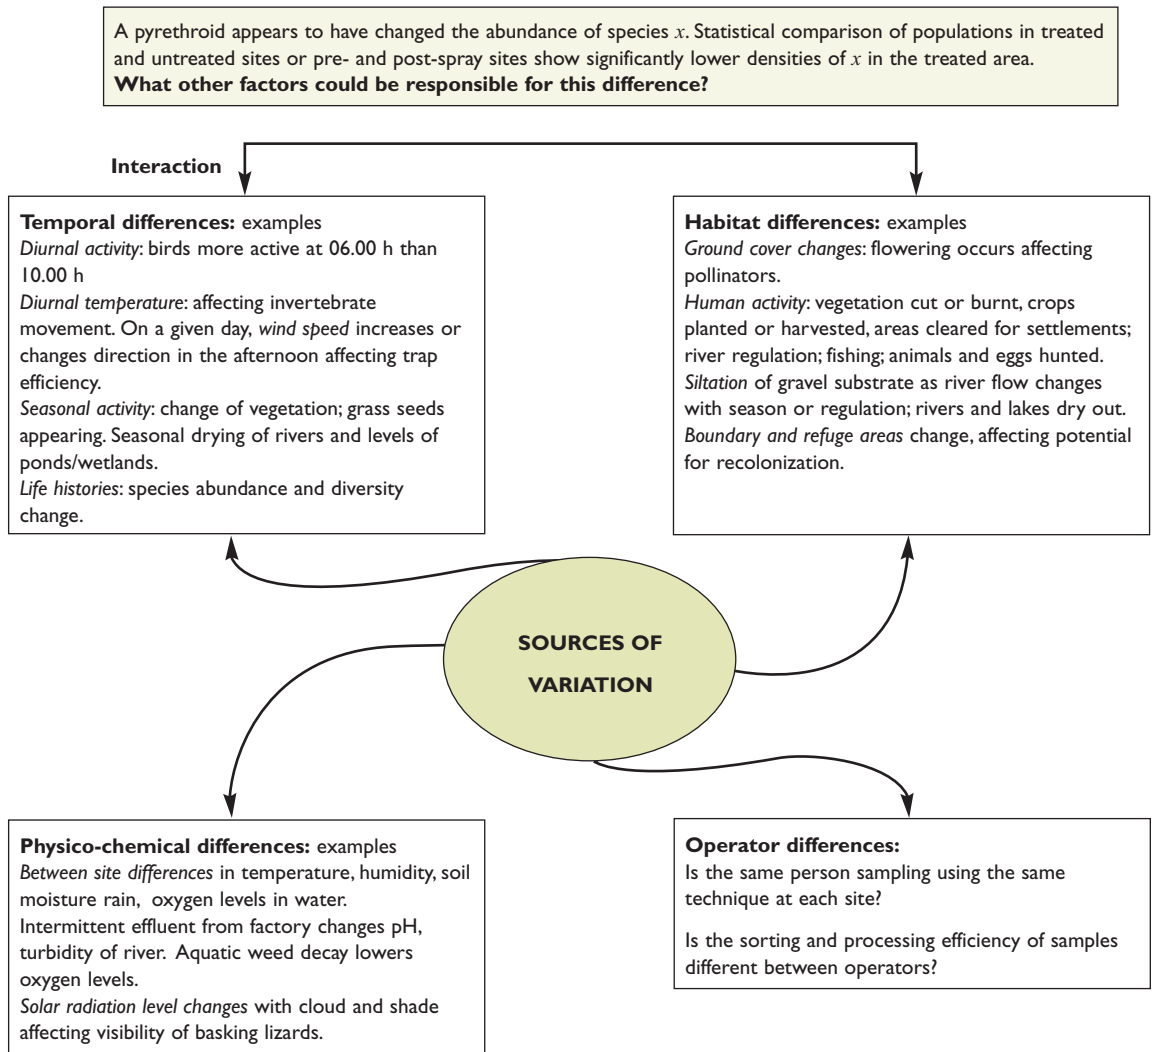 A pyrethroid appears to have changed the abundance of species x. Statistical comparison of populations in treated
and untreated sites or pre- and post-spray sites show significantly lower densities of x in the treated area.
What other factors could be responsible for this difference?
Interaction
Temporal differences: examples
Diurnal activity: birds more active at 06.00 h than
10.00 h
Diurnal temperature: affecting invertebrate
movement. On a given day, wind speed increases or
changes direction in the afternoon affecting trap
efficiency.
Seasonal activity: change of vegetation; grass seeds
appearing. Seasonal drying of rivers and levels of
ponds/wetlands.
Life histories: species abundance and diversity
change.
Habitat differences: examples
Ground cover changes: flowering occurs affecting
pollinators.
Human activity: vegetation cut or burnt, crops
planted or harvested, areas cleared for settlements;
river regulation; fishing; animals and eggs hunted.
Siltation of gravel substrate as river flow changes
with season or regulation; rivers and lakes dry out.
Boundary and refuge areas change, affecting potential
for recolonization.
SOURCES OF
VARIATION
Physico-chemical differences: examples
Between site differences in temperature, humidity, soil
moisture rain, oxygen levels in water.
Intermittent effluent from factory changes pH,
turbidity of river. Aquatic weed decay lowers
oxygen levels.
Solar radiation level changes with cloud and shade
affecting visibility of basking lizards.
Operator differences:
Is the same person sampling using the same
technique at each site?
Is the sorting and processing efficiency of samples
different between operators?